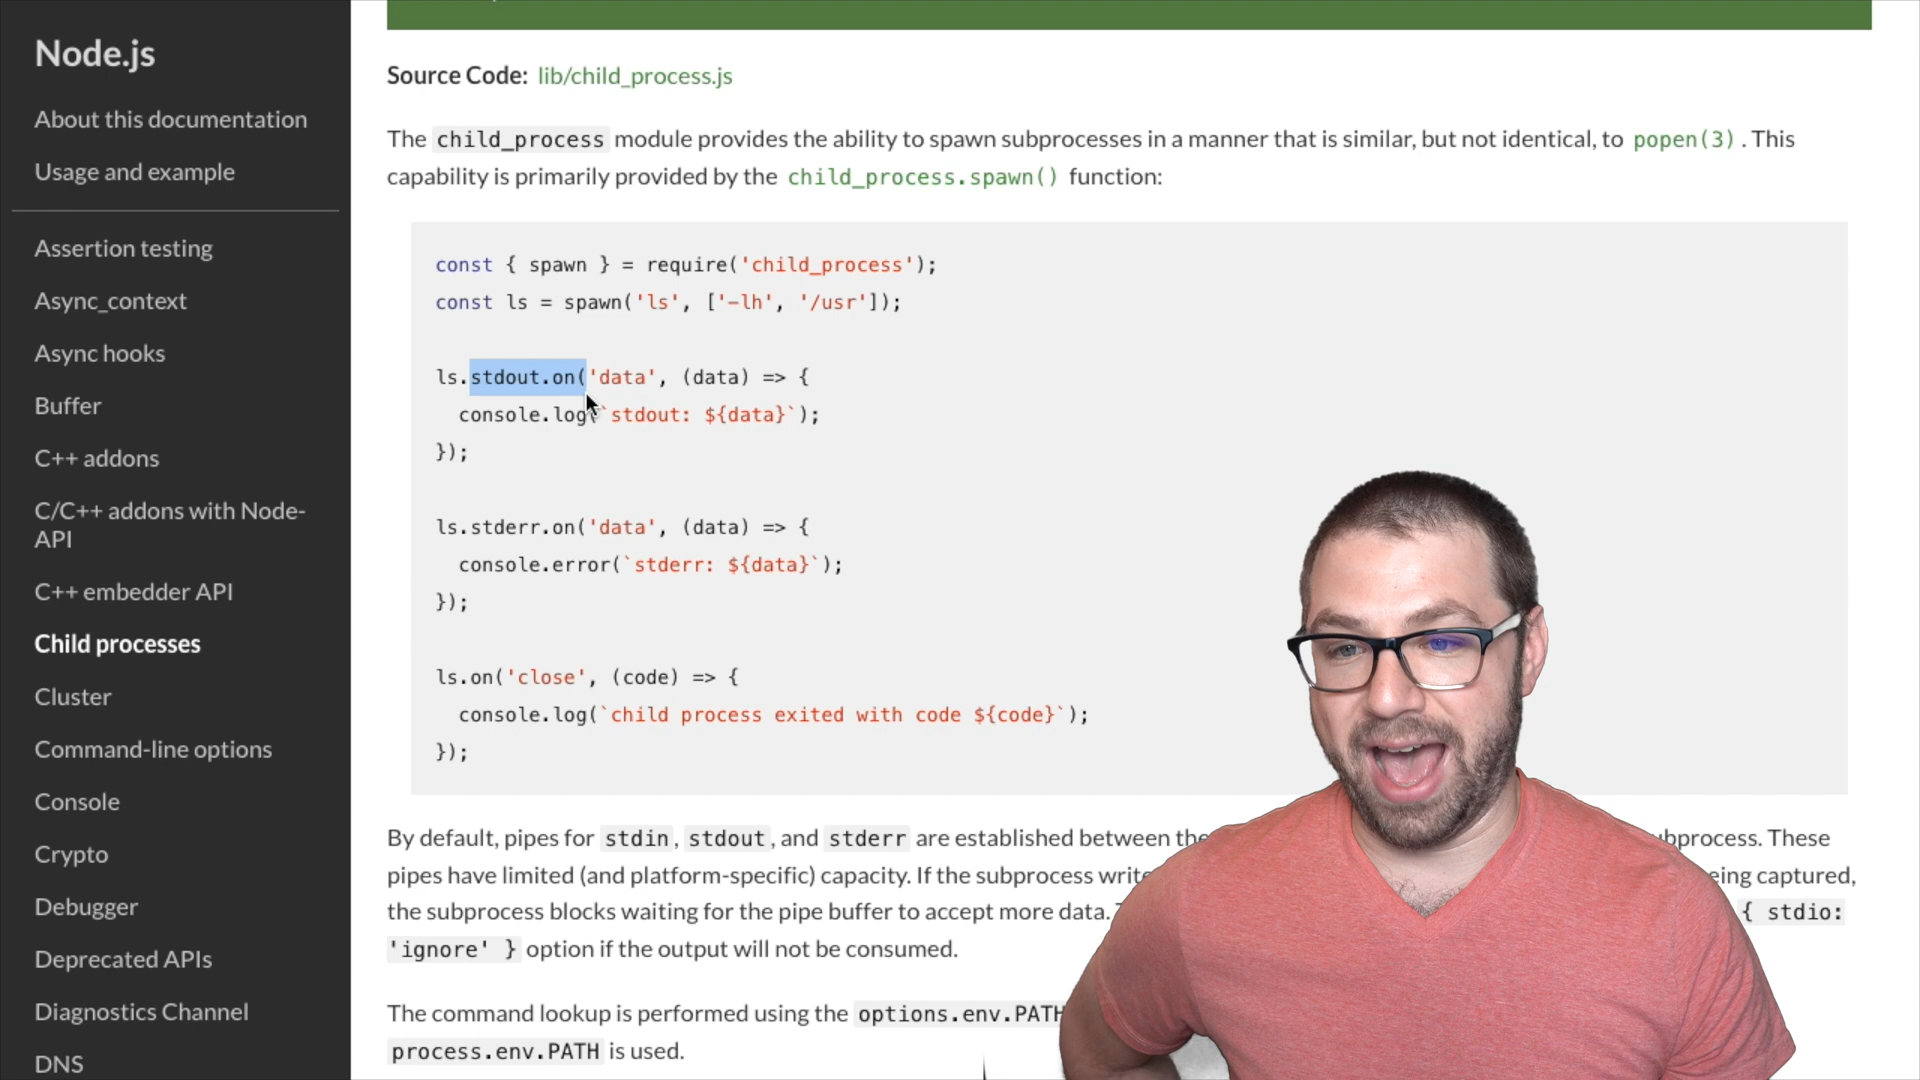 Node.js
About this documentation
Usage and example
Assertion testing
Async_context
Async hooks
Buffer
C++ addons
C/C++ addons with Node-
API
C++ embedder API
Child processes
Cluster
Command-line options
Console
Crypto
Debugger
Deprecated APIs
Diagnostics Channel
DNS
Source Code: lib/child_process.js
The child_process module provides the ability to spawn subprocesses in a manner that is similar, but not identical, to popen(3). This
capability is primarily provided by the child_process.spawn() function:
const { spawn } = require('child_process');
const ls = spawn('ls', ['-lh', '/usr']);
ls.stdout.on('data', (data) => {
  console.log(`stdout: ${data}`);
});
ls.stderr.on('data', (data) => {
  console.error(`stderr: ${data}`);
});
ls.on('close', (code) => {
  console.log(`child process exited with code ${code}`);
});
By default, pipes for stdin, stdout, and stderr are established between the ubprocess. These
pipes have limited (and platform-specific) capacity. If the subprocess write eing captured,
the subprocess blocks waiting for the pipe buffer to accept more data. { stdio:
'ignore' } option if the output will not be consumed.
The command lookup is performed using the options.env.PATH
process.env.PATH is used.